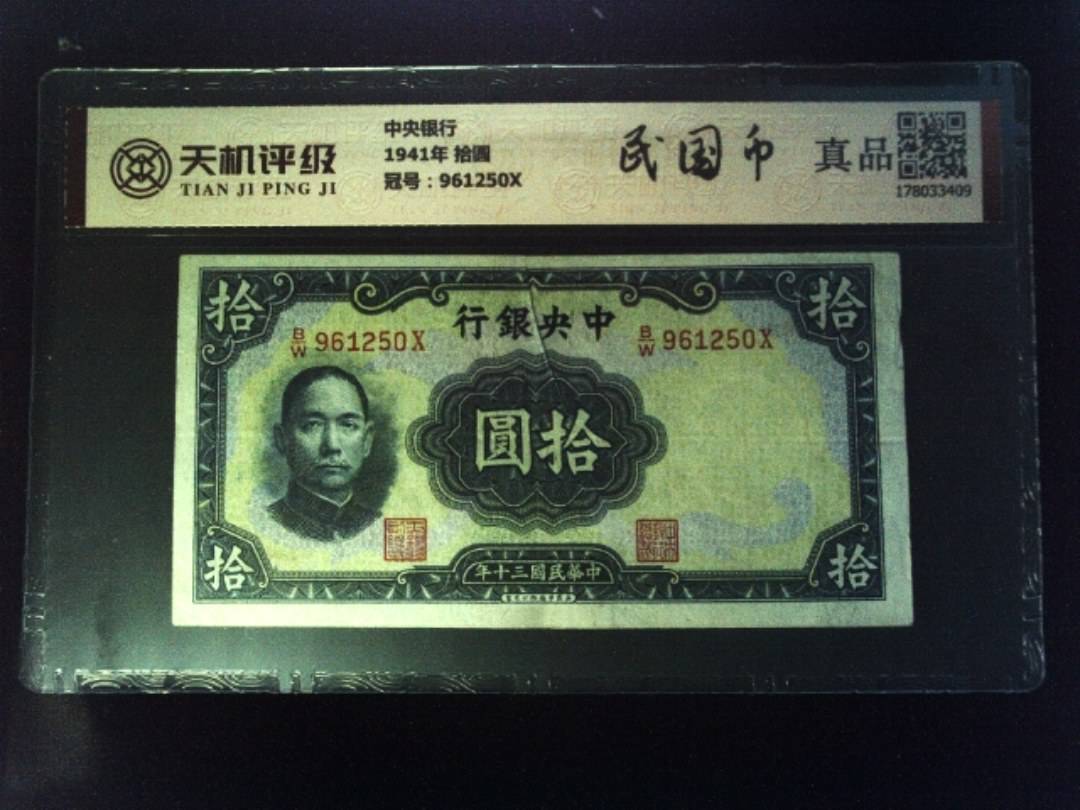 天机评级
TIAN JI PING JI
中央银行
1941年 拾圆
冠号：961250X
民国币
真品
178033409
拾
行銀央中
拾
B/W 961250X
B/W 961250X
圓拾
拾
年十三國民華中
拾